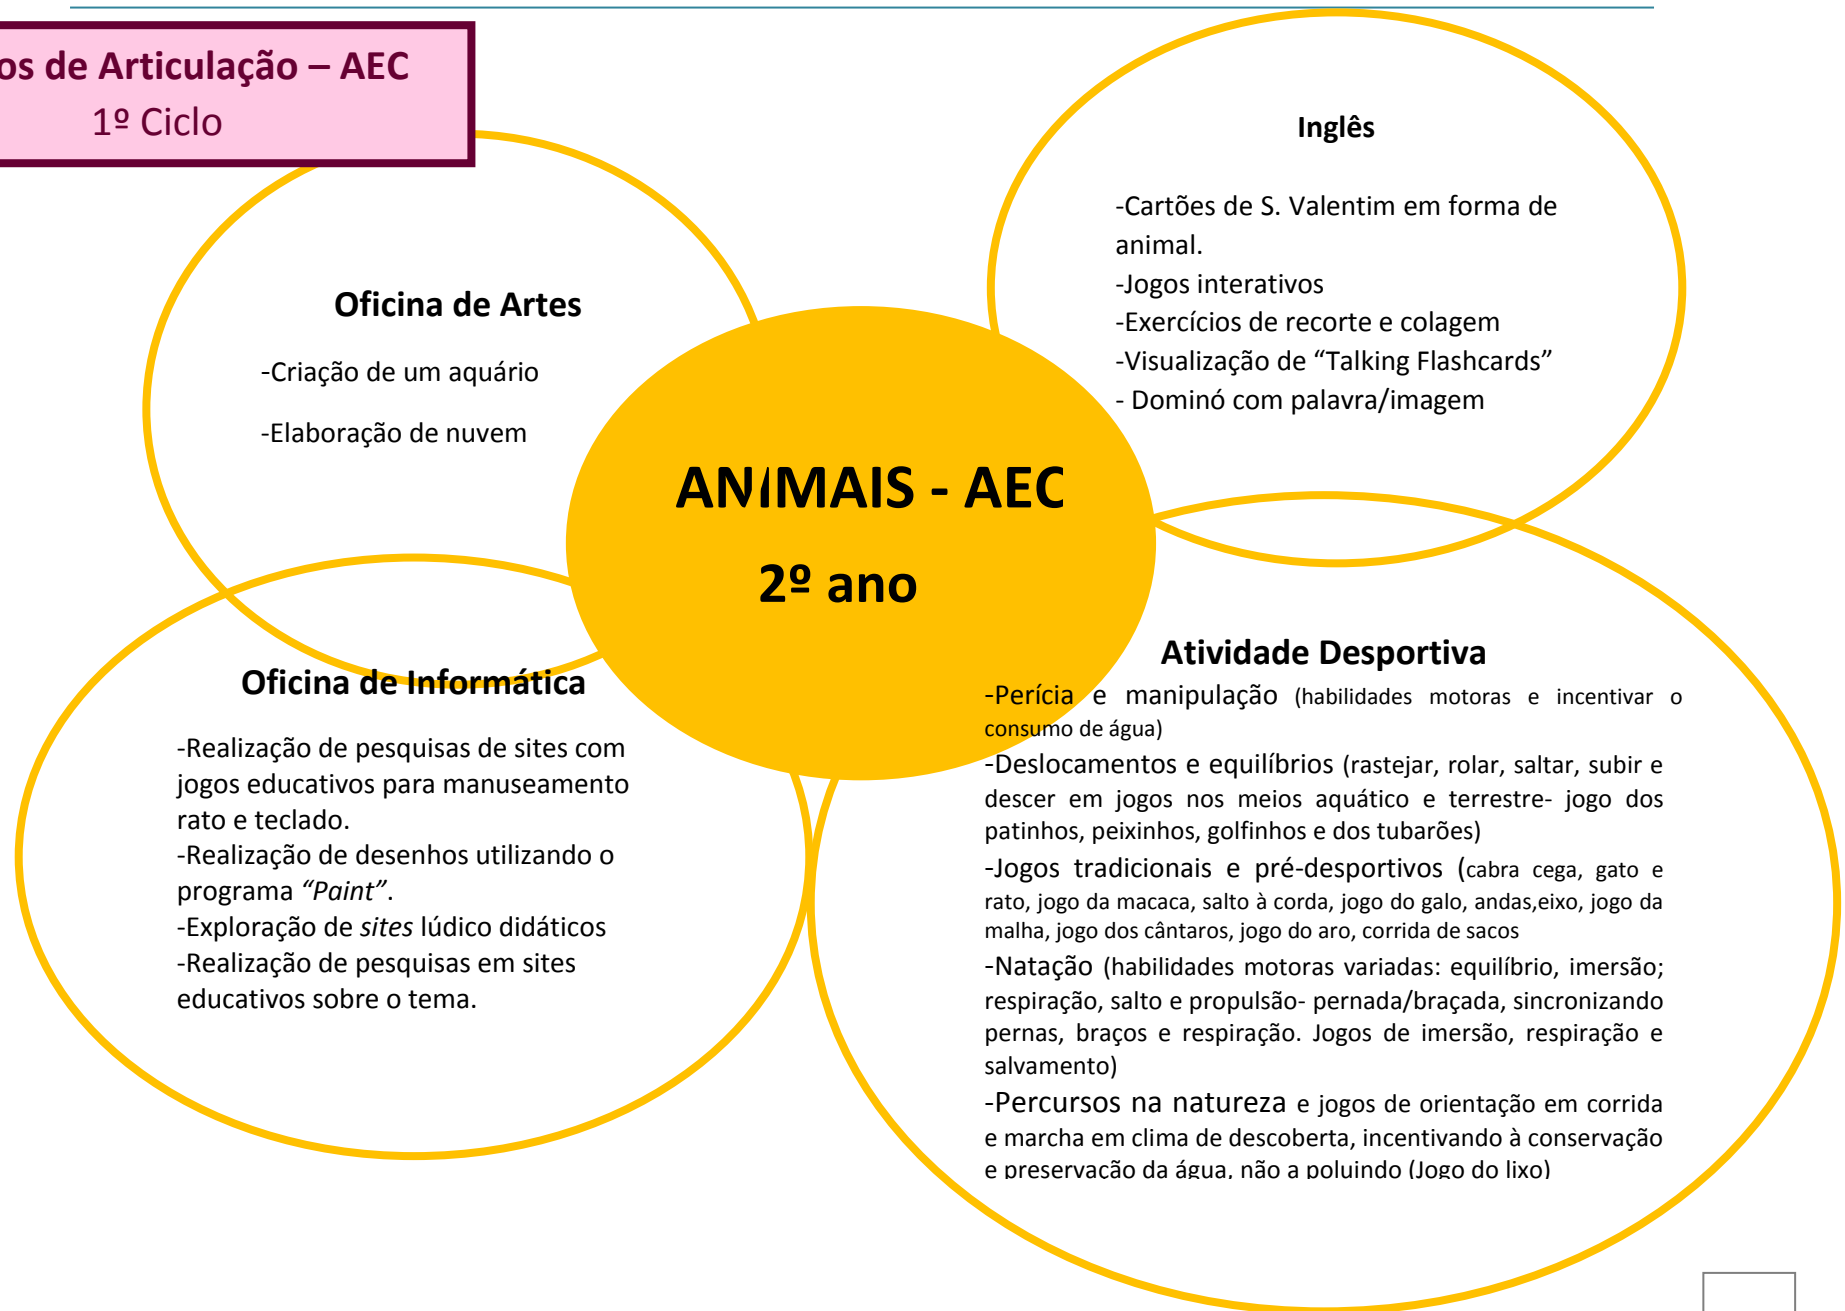 de Articulação – AEC
1º Ciclo
Inglês
-Cartões de S. Valentim em forma de
animal.
-Jogos interativos
-Exercícios de recorte e colagem
-Visualização de “Talking Flashcards”
- Dominó com palavra/imagem
Oficina de Artes
-Criação de um aquário
-Elaboração de nuvem
ANIMAIS - AEC
2º ano
Oficina de Informática
-Realização de pesquisas de sites com
jogos educativos para manuseamento
rato e teclado.
-Realização de desenhos utilizando o
programa “Paint”.
-Exploração de sites lúdico didáticos
-Realização de pesquisas em sites
educativos sobre o tema.
Atividade Desportiva
-Perícia e manipulação (habilidades motoras e incentivar o
consumo de água)
-Deslocamentos e equilíbrios (rastejar, rolar, saltar, subir e
descer em jogos nos meios aquático e terrestre- jogo dos
patinhos, peixinhos, golfinhos e dos tubarões)
-Jogos tradicionais e pré-desportivos (cabra cega, gato e
rato, jogo da macaca, salto à corda, jogo do galo, andas,eixo, jogo da
malha, jogo dos cântaros, jogo do aro, corrida de sacos
-Natação (habilidades motoras variadas: equilíbrio, imersão;
respiração, salto e propulsão- pernada/braçada, sincronizando
pernas, braços e respiração. Jogos de imersão, respiração e
salvamento)
-Percursos na natureza e jogos de orientação em corrida
e marcha em clima de descoberta, incentivando à conservação
e preservação da água, não a poluindo (Jogo do lixo)